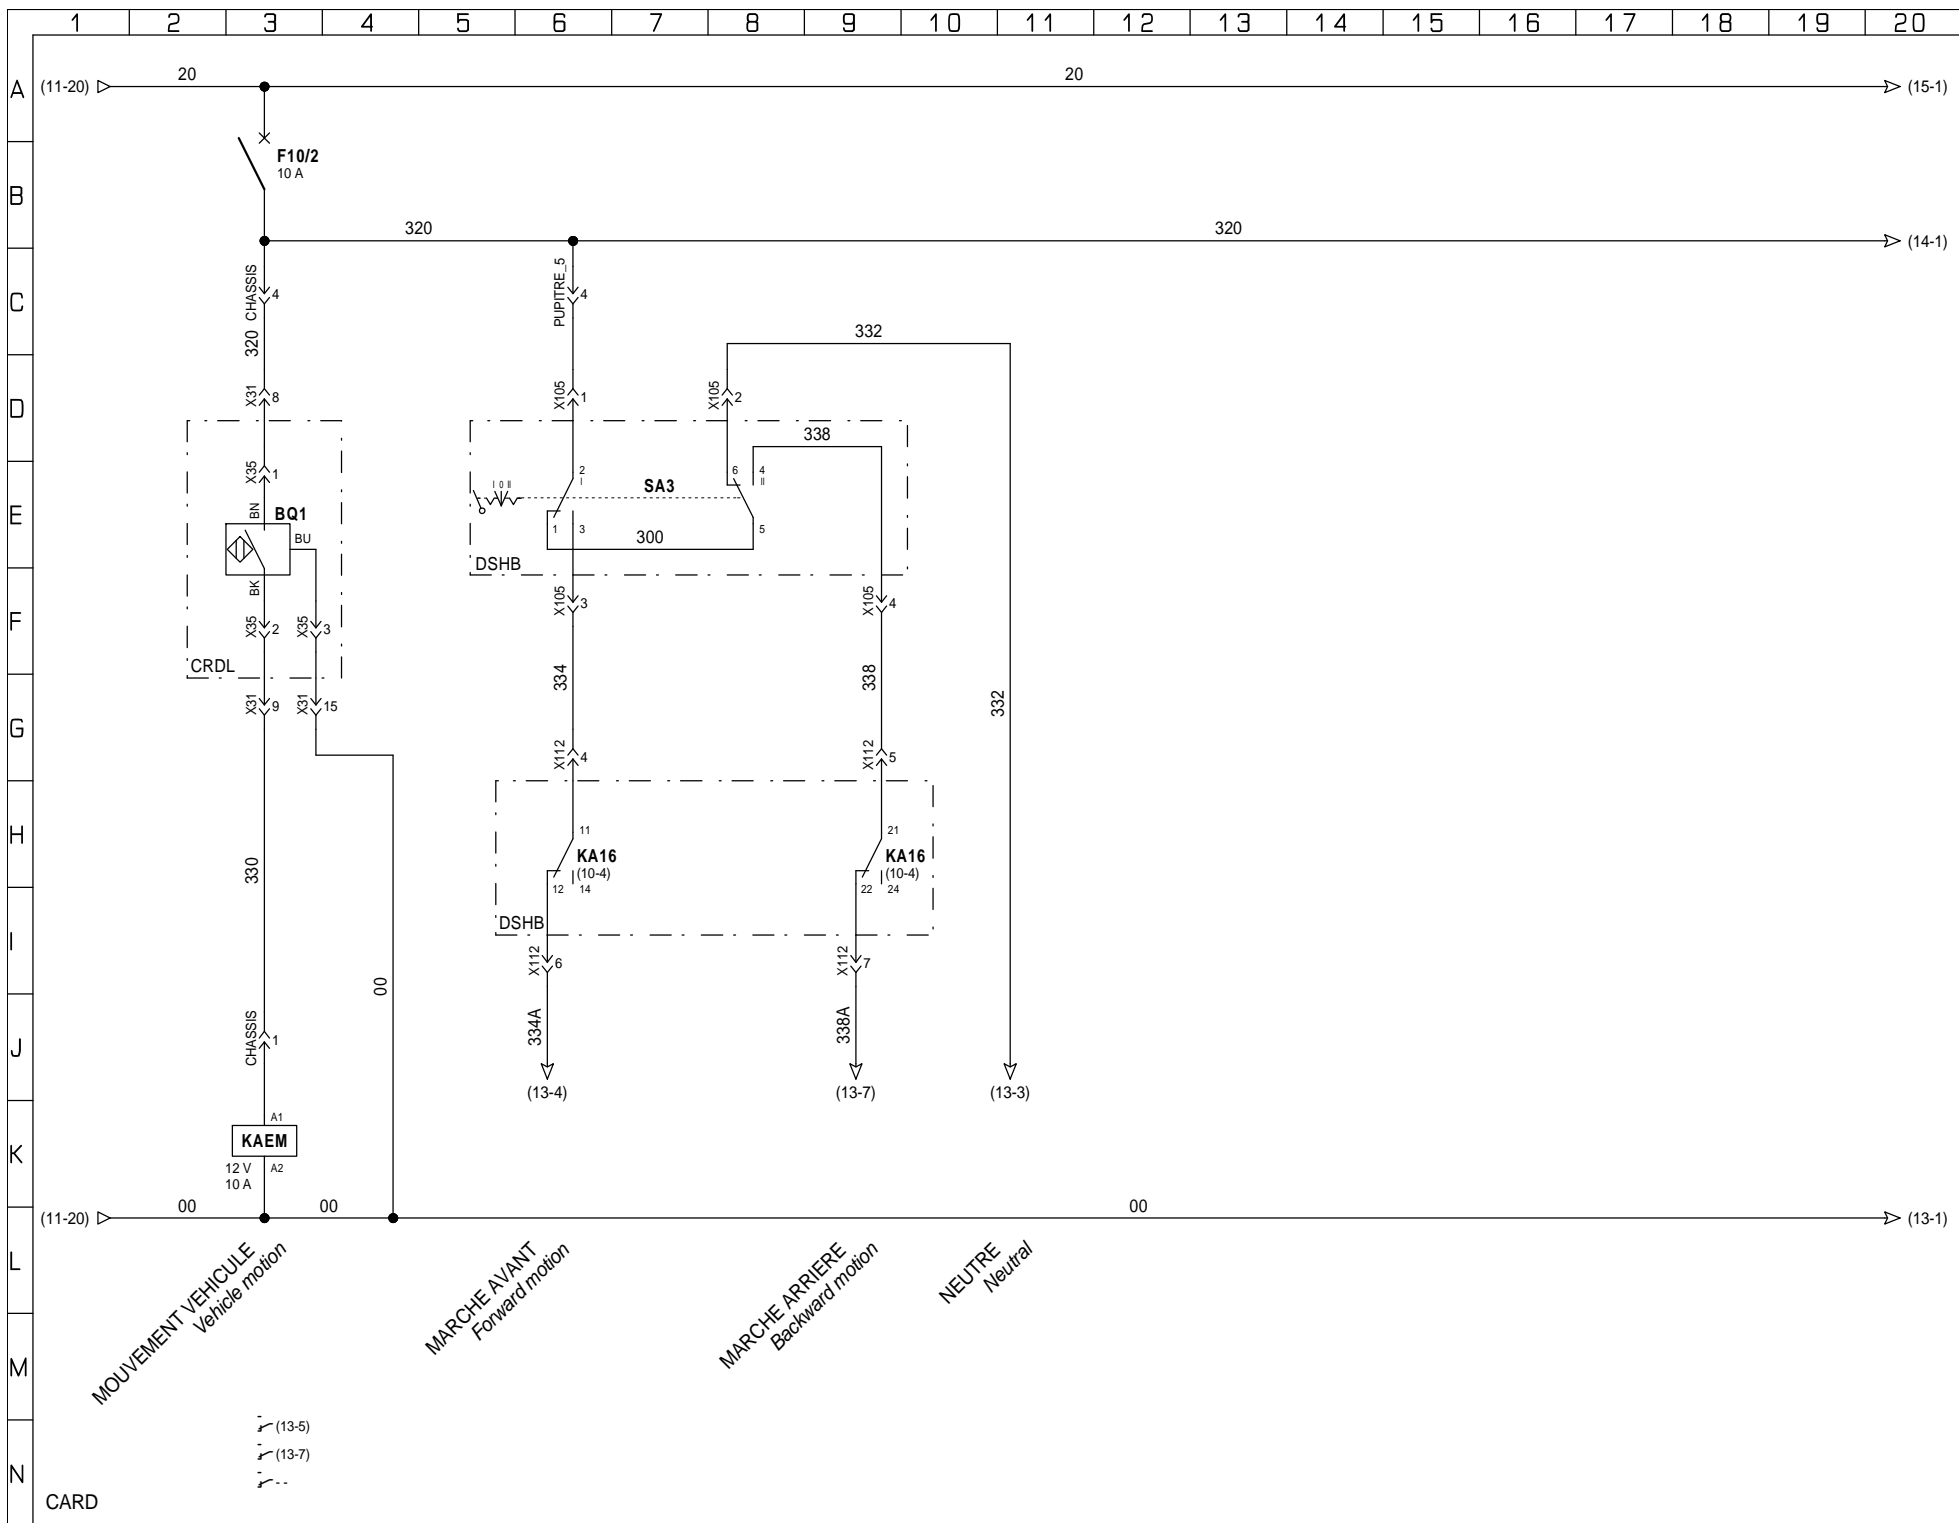 1 2 3 4 5 6 7 8 9 10 11 12 13 14 15 16 17 18 19 20
A
(11-20) 20 20 (15-1)
F10/2
10 A
B
320 320 (14-1)
C
CHASSIS 4
PUPITRE_5 4
320
332
D
X31 8
X105 1
X105 2
338
X35 1
2
I
6 4
II
E
BN BQ1
I 0 II
SA3
BU
1 3
300
5
DSHB
BK
F
X35 2
X35 3
X105 3
X105 4
CRDL
334
338
332
G
X31 9
X31 15
X112 4
X112 5
H
11
KA16
(10-4)
12 14
21
KA16
(10-4)
22 24
330
DSHB
I
X112 6
X112 7
00
334A
338A
J
CHASSIS 1
(13-4) (13-7) (13-3)
A1
KAEM
K
12 V A2
10 A
(11-20) 00 00 00 (13-1)
L
MOUVEMENT VEHICULE
Vehicle motion
MARCHE AVANT
Forward motion
MARCHE ARRIERE
Backward motion
NEUTRE
Neutral
M
(13-5)
(13-7)
N
--
CARD